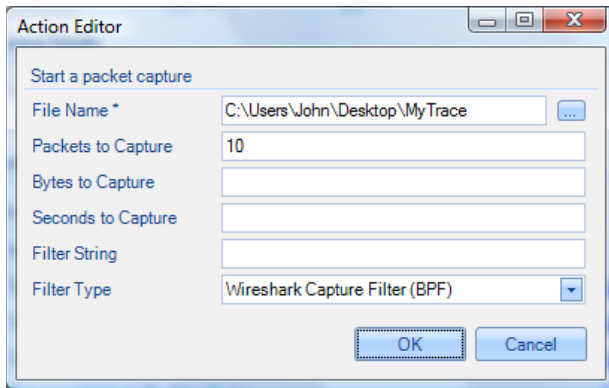 Action Editor
Start a packet capture
File Name * C:\Users\John\Desktop\MyTrace ...
Packets to Capture 10
Bytes to Capture
Seconds to Capture
Filter String
Filter Type Wireshark Capture Filter (BPF)
OK Cancel